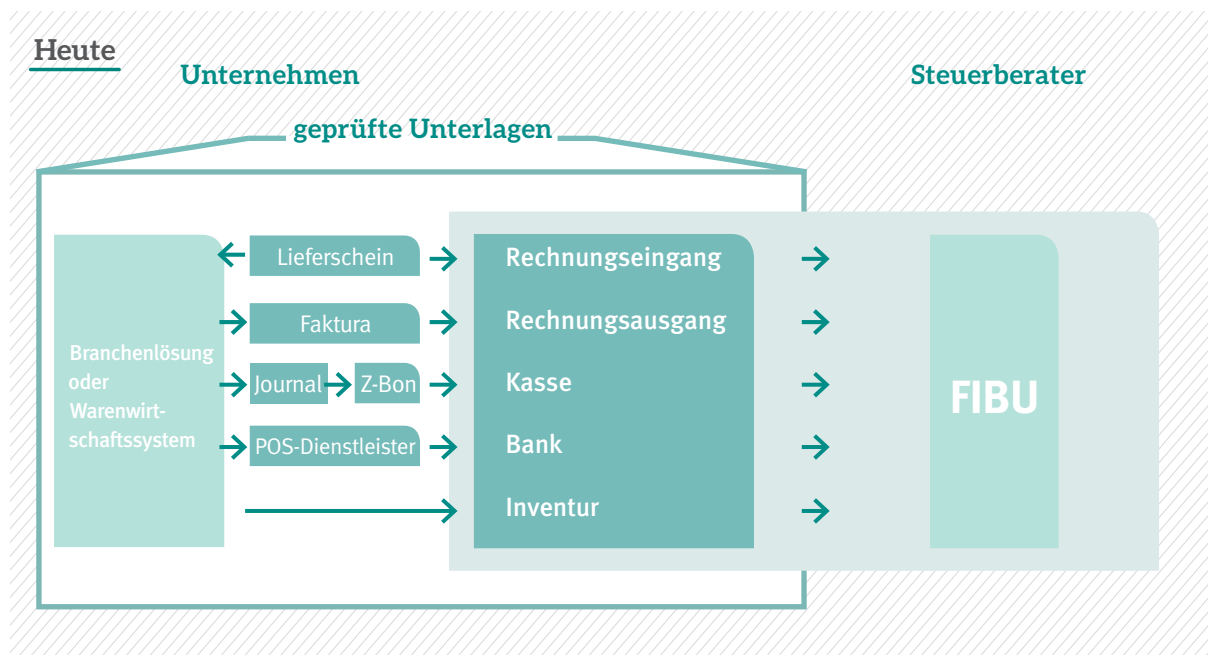 Heute
Unternehmen
Steuerberater
geprüfte Unterlagen
Branchenlösung
oder
Warenwirt-
schaftssystem
Lieferschein
Faktura
Journal
Z-Bon
POS-Dienstleister
Rechnungseingang
Rechnungsausgang
Kasse
Bank
Inventur
FIBU